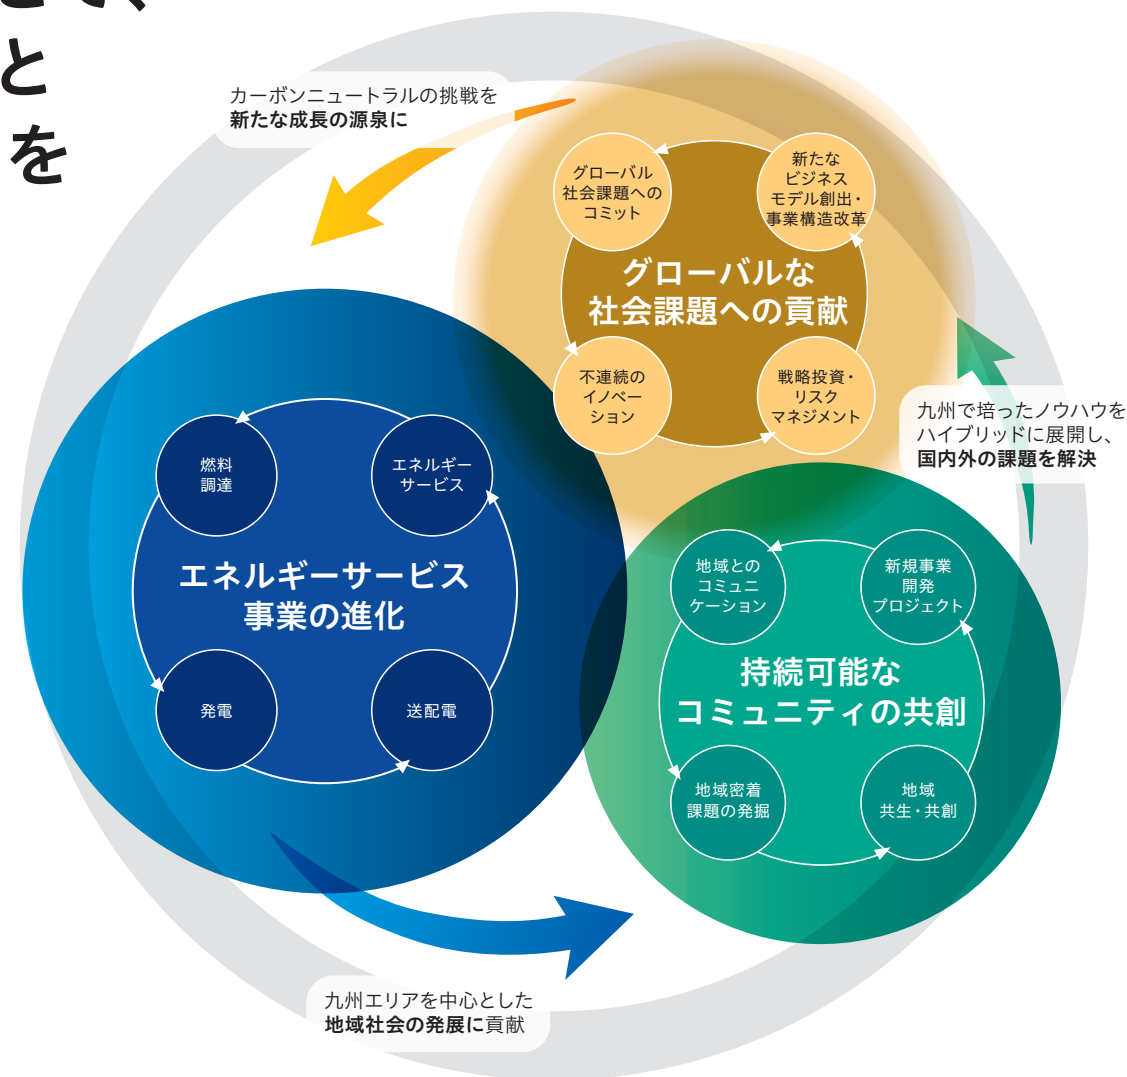 と
を
カーボンニュートラルの挑戦を
新たな成長の源泉に
グローバル
社会課題への
コミット
新たな
ビジネス
モデル創出・
事業構造改革
グローバルな
社会課題への貢献
不連続の
イノベー
ション
戦略投資・
リスク
マネジメント
九州で培ったノウハウを
ハイブリッドに展開し、
国内外の課題を解決
燃料
調達
エネルギー
サービス
エネルギーサービス
事業の進化
発電
送配電
地域との
コミュニ
ケーション
新規事業
開発
プロジェクト
持続可能な
コミュニティの共創
地域密着
課題の発掘
地域
共生・共創
九州エリアを中心とした
地域社会の発展に貢献